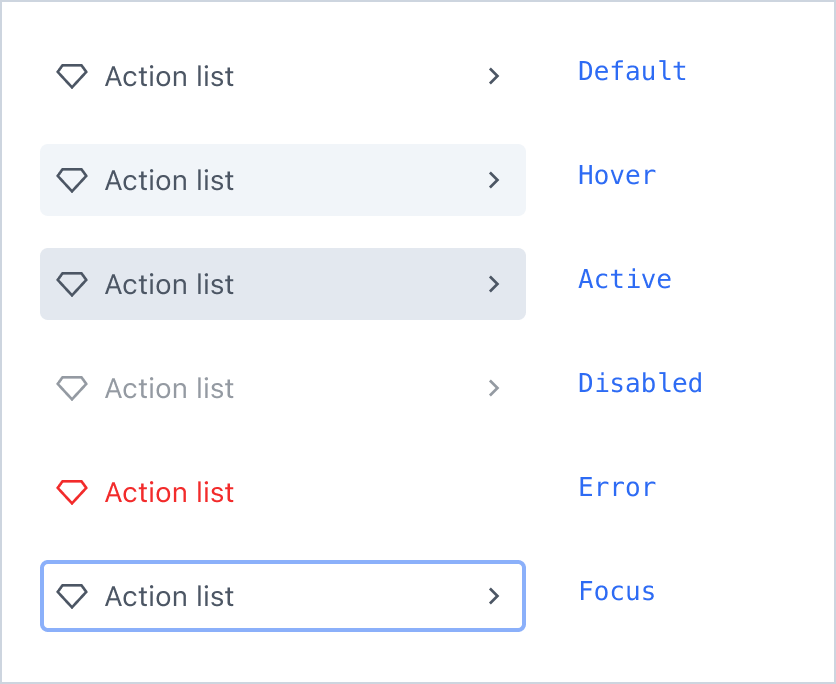 Action list Default
Action list Hover
Action list Active
Action list Disabled
Action list Error
Action list Focus